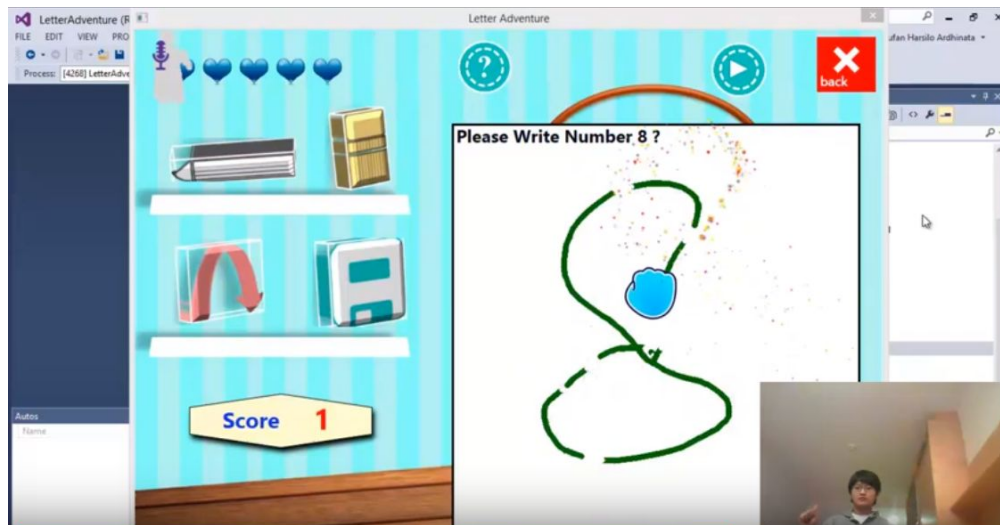 LetterAdventure (R
Letter Adventure
FILE EDIT VIEW PRO
ufan Harsilo Ardhinata
Process: [4268] LetterAdve
?
back
Please Write Number 8 ?
Score 1
Autos
Name